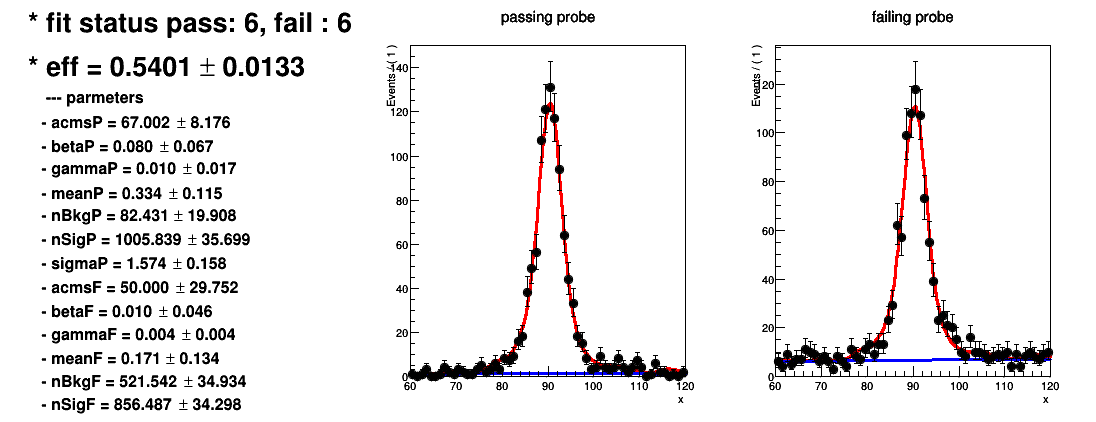 * fit status pass: 6, fail : 6
* eff = 0.5401 ± 0.0133
--- parmeters
- acmsP = 67.002 ± 8.176
- betaP = 0.080 ± 0.067
- gammaP = 0.010 ± 0.017
- meanP = 0.334 ± 0.115
- nBkgP = 82.431 ± 19.908
- nSigP = 1005.839 ± 35.699
- sigmaP = 1.574 ± 0.158
- acmsF = 50.000 ± 29.752
- betaF = 0.010 ± 0.046
- gammaF = 0.004 ± 0.004
- meanF = 0.171 ± 0.134
- nBkgF = 521.542 ± 34.934
- nSigF = 856.487 ± 34.298
passing probe
Events / ( 1 )
140
120
100
80
60
40
20
0
60 70 80 90 100 110 120
x
failing probe
Events / ( 1 )
120
100
80
60
40
20
0
60 70 80 90 100 110 120
x